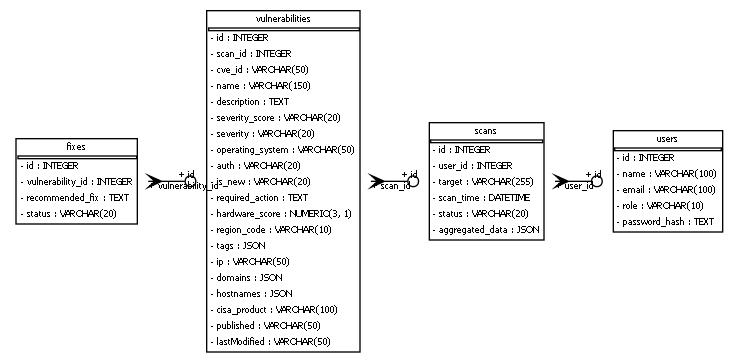 fixes
- id : INTEGER
- vulnerability_id : INTEGER
- recommended_fix : TEXT
- status : VARCHAR(20)
+ id
vulnerability_id
vulnerabilities
- id : INTEGER
- scan_id : INTEGER
- cve_id : VARCHAR(50)
- name : VARCHAR(150)
- description : TEXT
- severity_score : VARCHAR(20)
- severity : VARCHAR(20)
- operating_system : VARCHAR(50)
- auth : VARCHAR(20)
- is_new : VARCHAR(20)
- required_action : TEXT
- hardware_score : NUMERIC(3, 1)
- region_code : VARCHAR(10)
- tags : JSON
- ip : VARCHAR(50)
- domains : JSON
- hostnames : JSON
- cisa_product : VARCHAR(100)
- published : VARCHAR(50)
- lastModified : VARCHAR(50)
+ id
scan_id
scans
- id : INTEGER
- user_id : INTEGER
- target : VARCHAR(255)
- scan_time : DATETIME
- status : VARCHAR(20)
- aggregated_data : JSON
+ id
user_id
users
- id : INTEGER
- name : VARCHAR(100)
- email : VARCHAR(100)
- role : VARCHAR(10)
- password_hash : TEXT